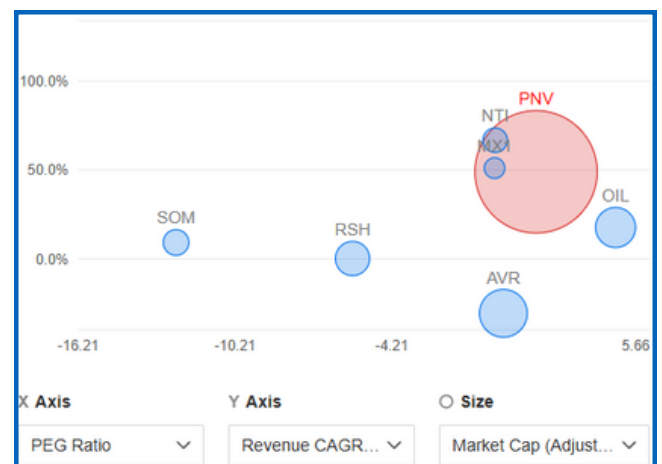 100.0%
PNV
NTI
MX1
50.0%
OIL
SOM
RSH
0.0%
AVR
-16.21 -10.21 -4.21 5.66
X Axis Y Axis Size
PEG Ratio Revenue CAGR... Market Cap (Adjust...